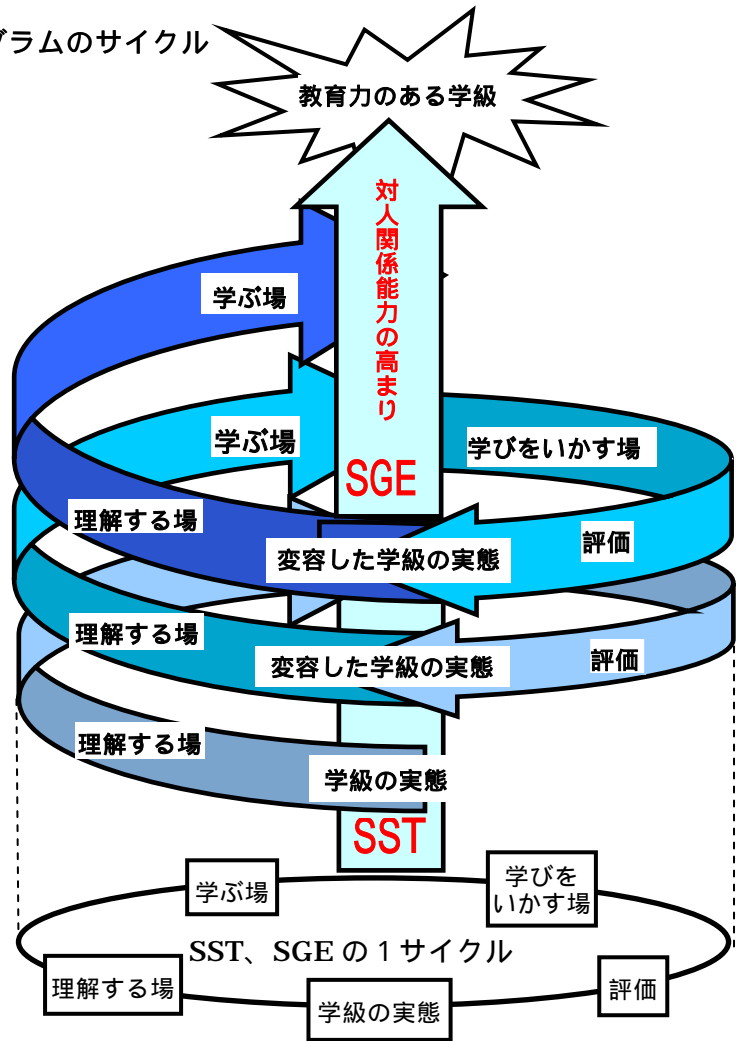 グラムのサイクル
教育力のある学級
対人関係能力の高まり
学ぶ場
学ぶ場
学びをいかす場
SGE
理解する場
評価
変容した学級の実態
理解する場
評価
変容した学級の実態
理解する場
学級の実態
SST
学ぶ場
学びを
いかす場
SST、SGE の 1 サイクル
理解する場
評価
学級の実態